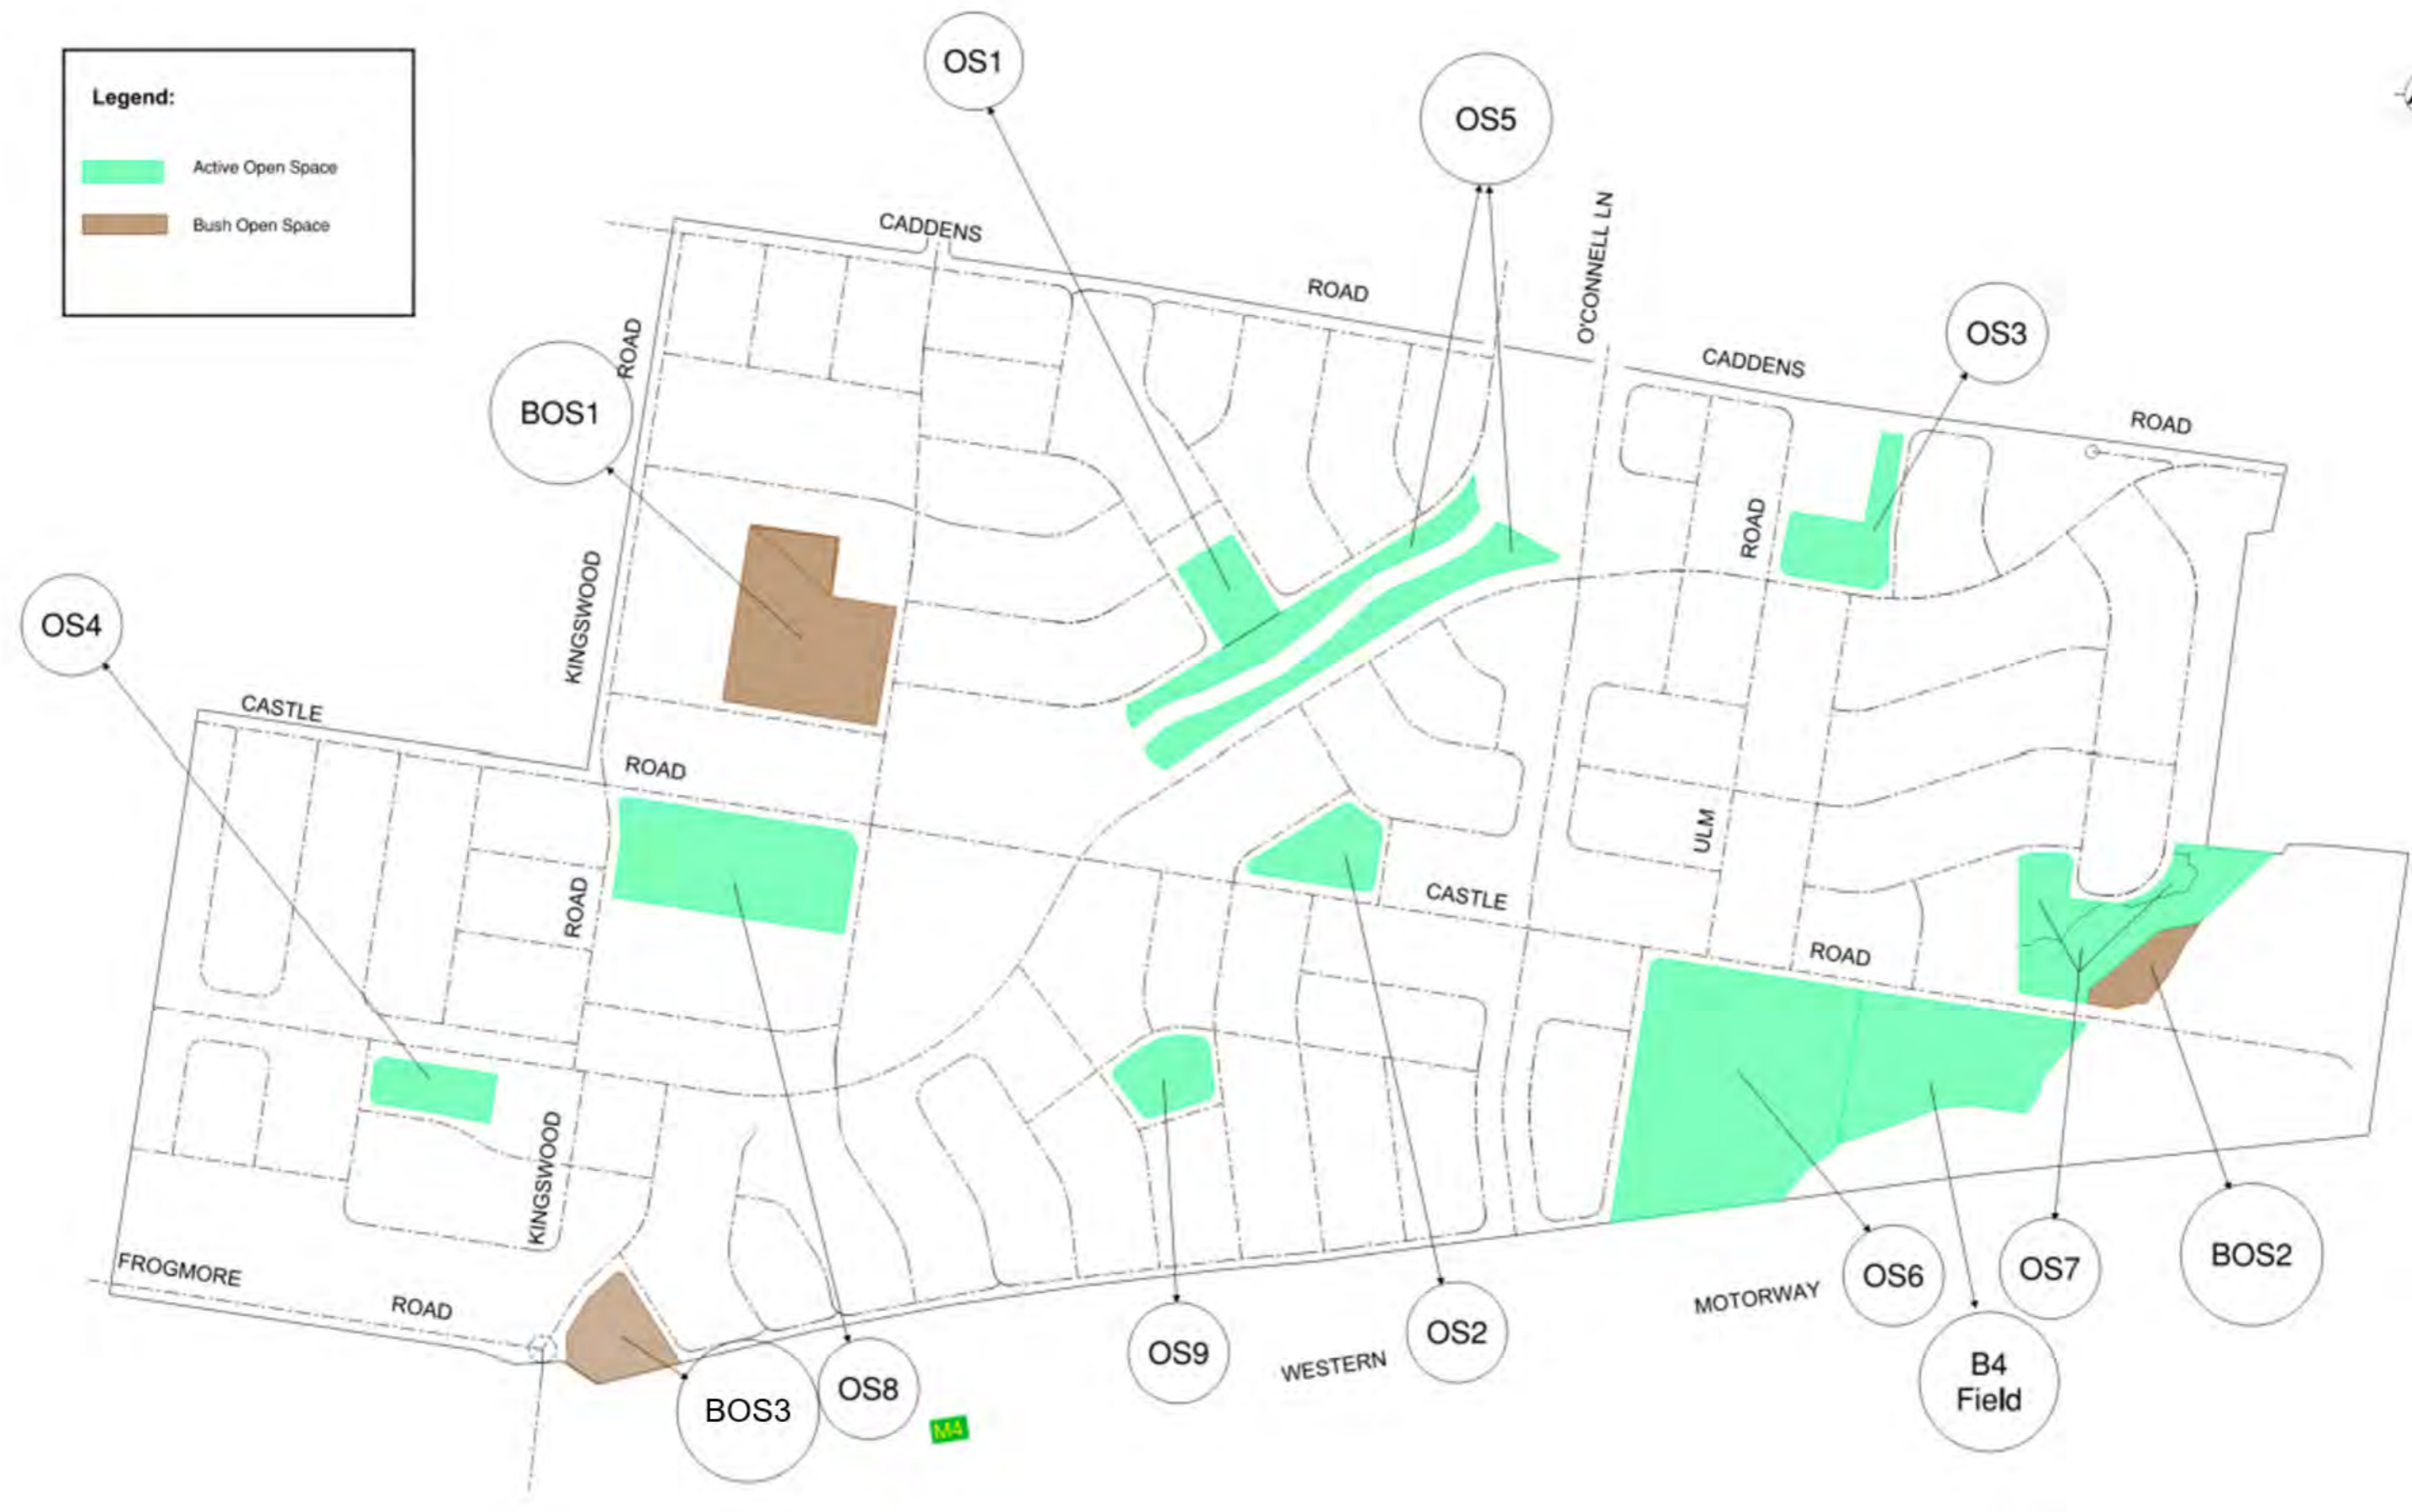 Legend:
Active Open Space
Bush Open Space
OS1
OS5
O'CONNELL LN
CADDENS
ROAD
OS3
ROAD
CADDENS
ROAD
BOS1
ROAD
KINGSWOOD
OS4
CASTLE
ROAD
ULM
ROAD
CASTLE
ROAD
KINGSWOOD
FROGMORE
ROAD
OS6
OS7
BOS2
MOTORWAY
OS9
OS2
WESTERN
B4
Field
BOS3
OS8
M4